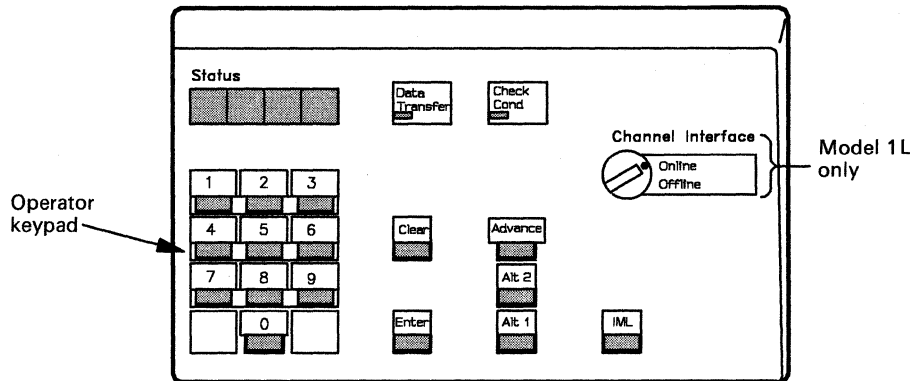 Status
Data
Transfer
Check
Cond
Channel Interface
Online
Offline
Model 1L
only
Operator
keypad
1 2 3
4 5 6
Clear
Advance
7 8 9
Alt 2
0
Enter
Alt 1
IML